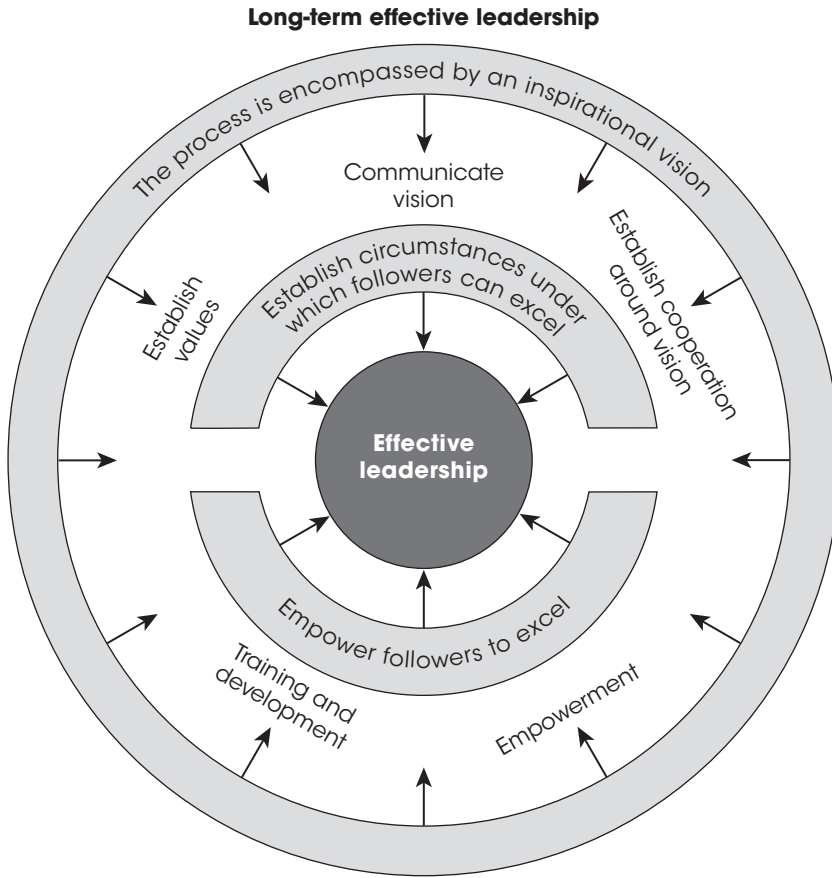 Long-term effective leadership
The process is encompassed by an inspirational vision
Communicate
vision
Establish
values
Establish cooperation
around vision
Establish circumstances under
which followers can excel
Effective
leadership
Empower followers to excel
Training and
development
Empowerment